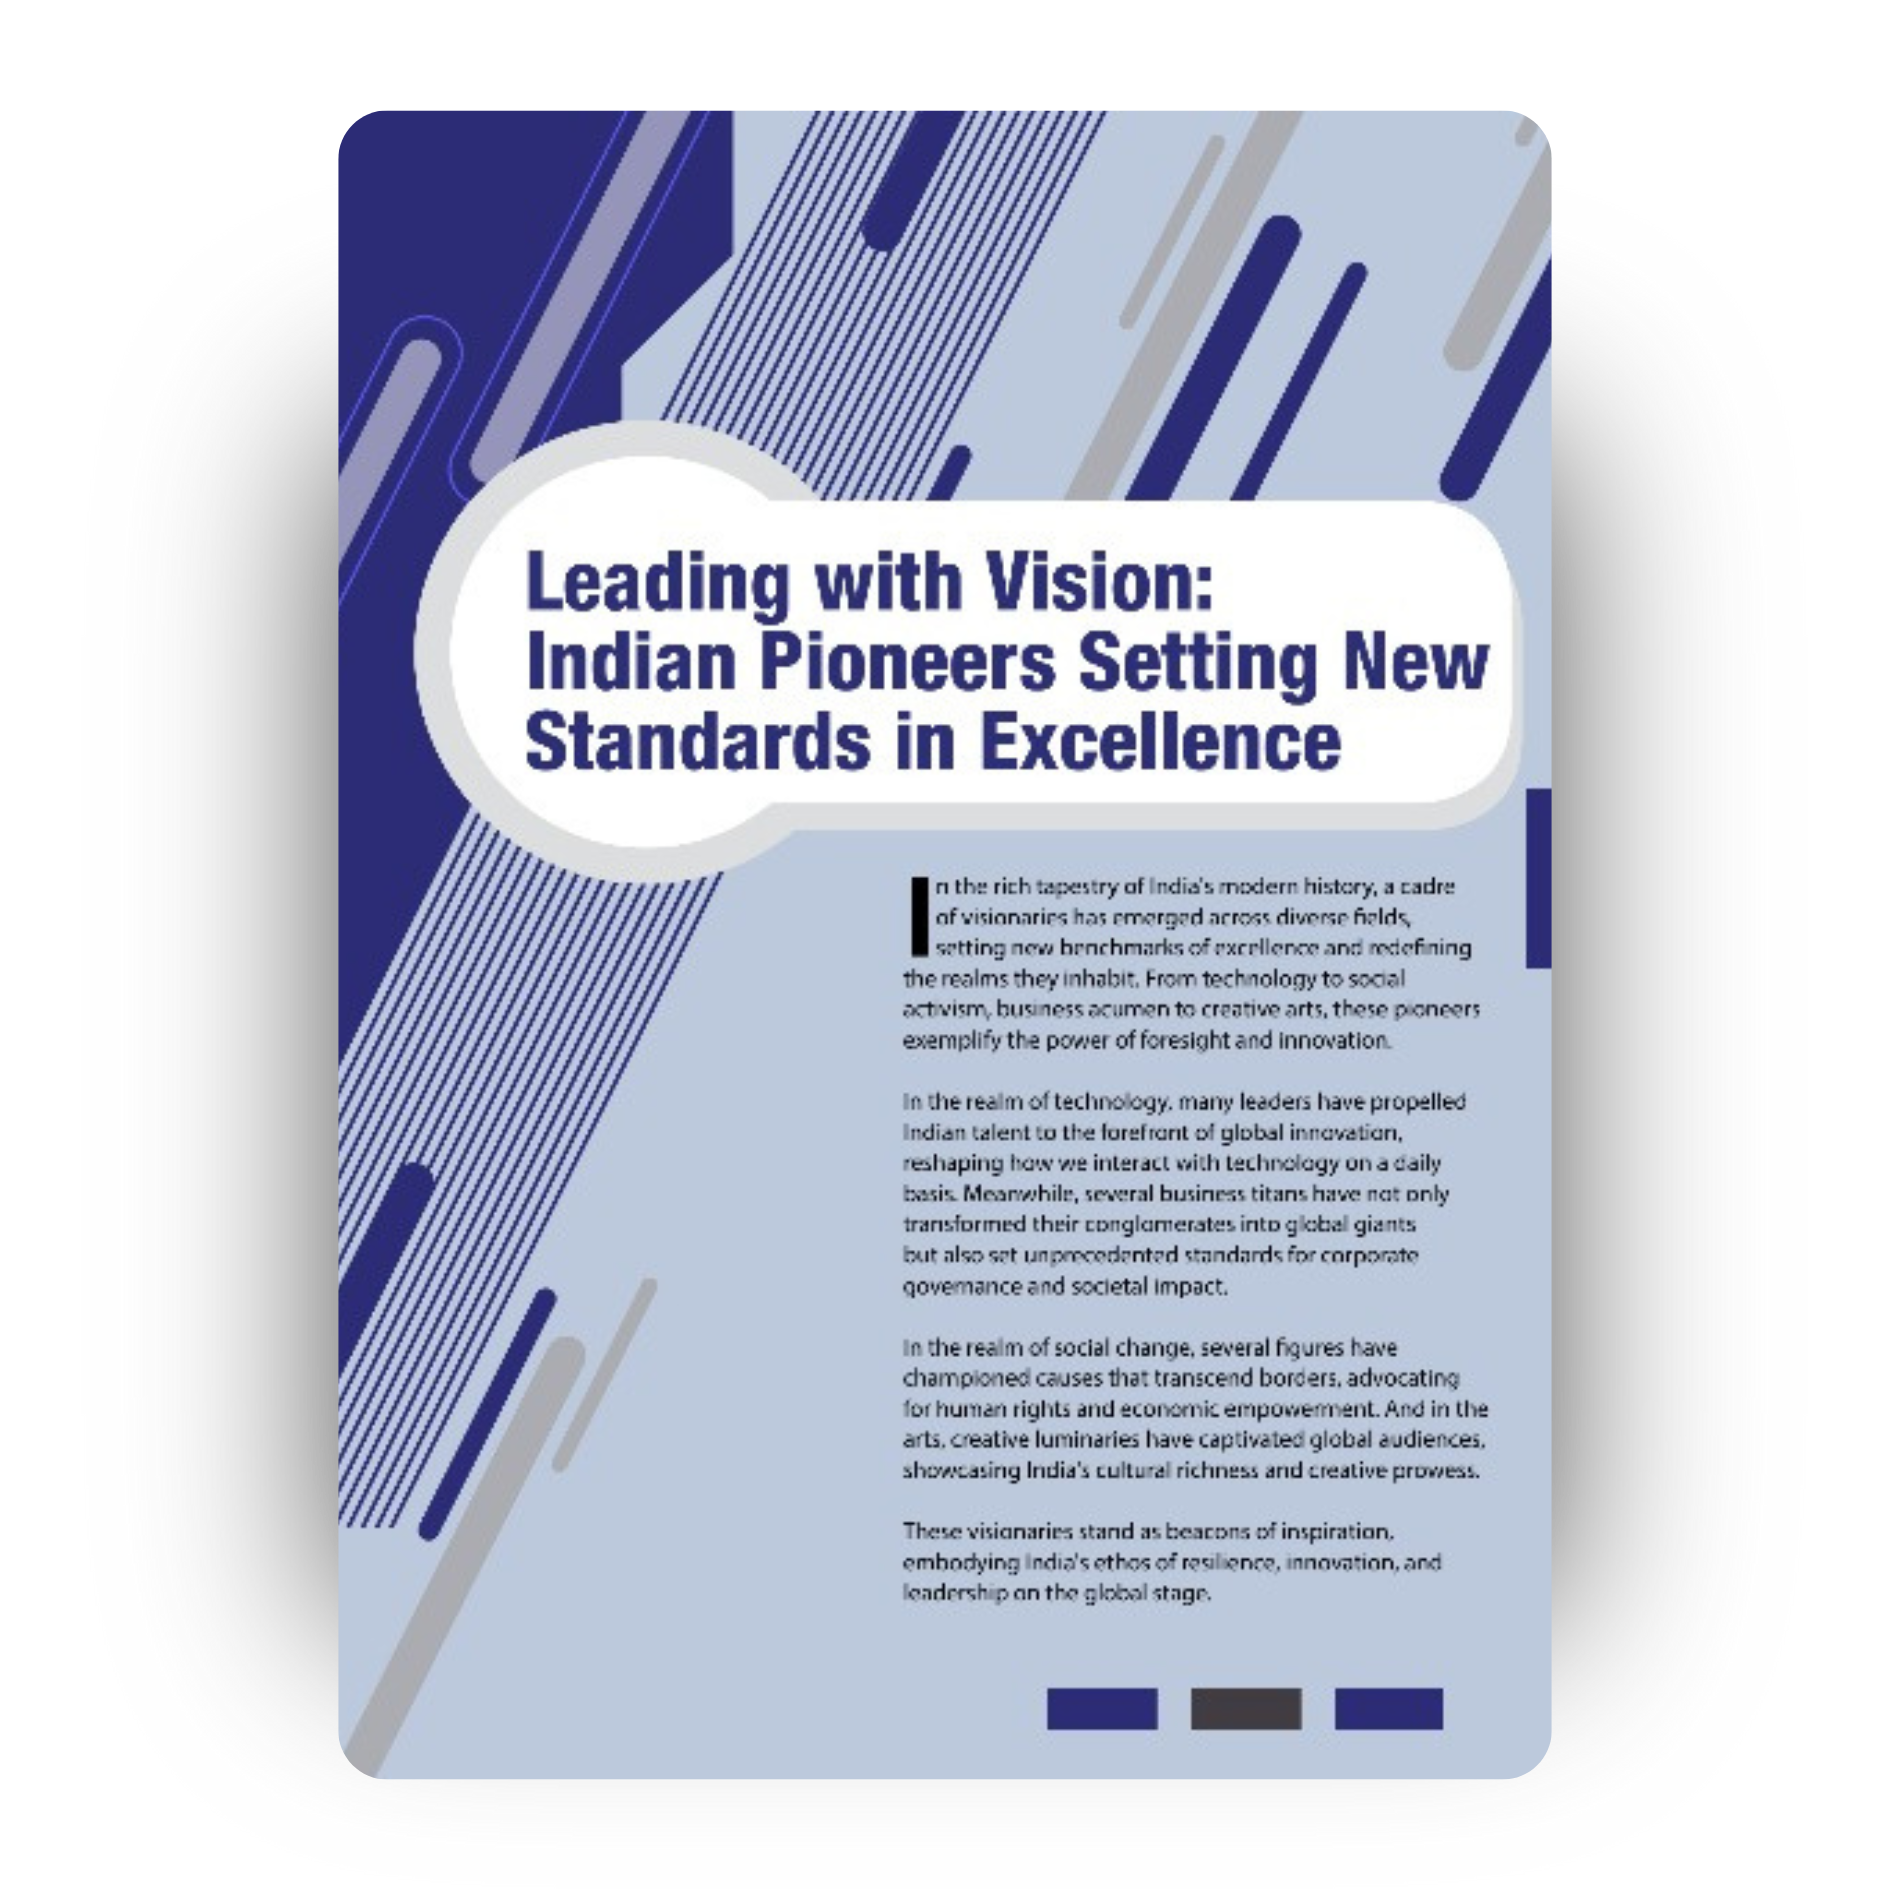 Leading with Vision:
Indian Pioneers Setting New
Standards in Excellence
In the rich tapestry of India's modern history, a cadre
of visionaries has emerged across diverse fields,
setting new benchmarks of excellence and redefining
the realms they inhabit. From technology to social
activism, business acumen to creative arts, these pioneers
exemplify the power of foresight and innovation.
In the realm of technology, many leaders have propelled
Indian talent to the forefront of global innovation,
reshaping how we interact with technology on a daily
basis. Meanwhile, several business titans have not only
transformed their conglomerates into global giants
but also set unprecedented standards for corporate
governance and societal impact.
In the realm of social change, several figures have
championed causes that transcend borders, advocating
for human rights and economic empowerment. And in the
arts, creative luminaries have captivated global audiences,
showcasing India's cultural richness and creative prowess.
These visionaries stand as beacons of inspiration,
embodying India's ethos of resilience, innovation, and
leadership on the global stage.